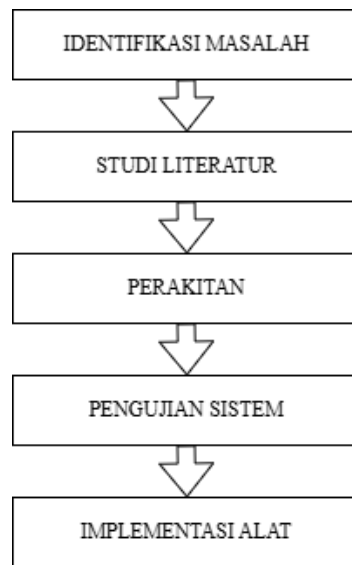 IDENTIFIKASI MASALAH
STUDI LITERATUR
PERAKITAN
PENGUJIAN SISTEM
IMPLEMENTASI ALAT